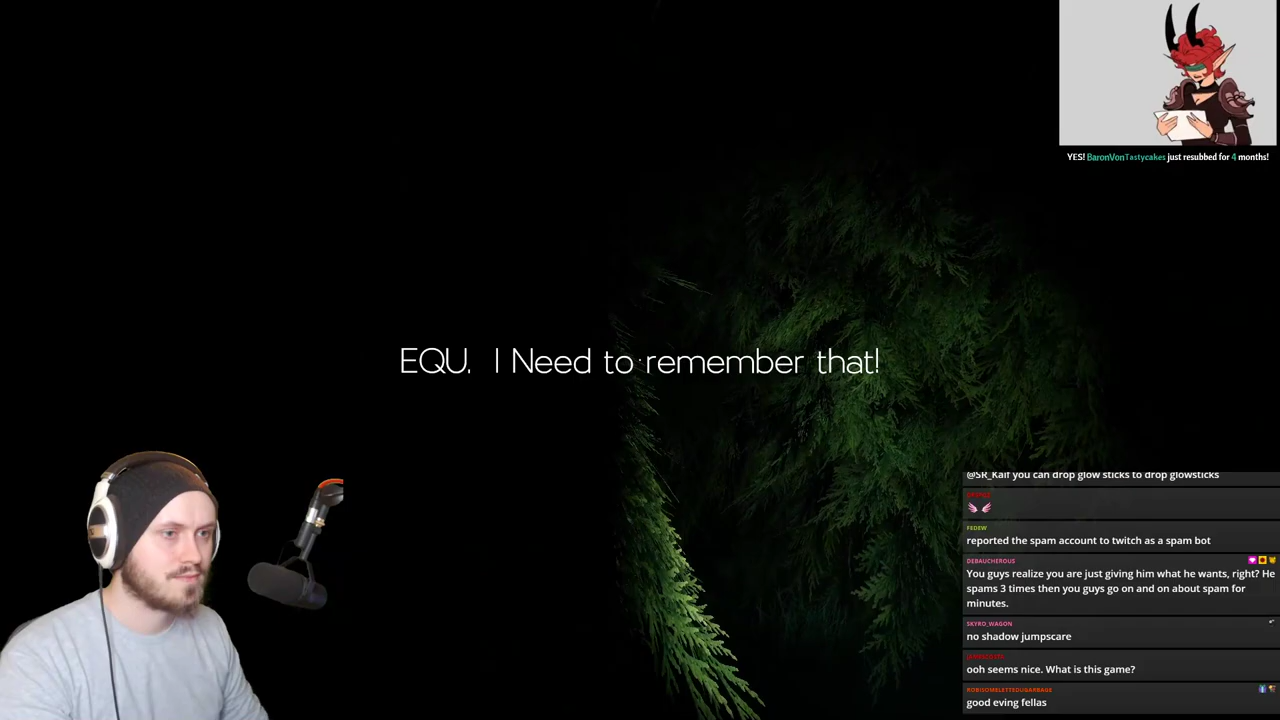 YES! BaronVonTastycakes just resubbed for 4 months!
EQU. I Need to remember that!
@SR_Kaif you can drop glow sticks to drop glowsticks
FEDEW
reported the spam account to twitch as a spam bot
DEBAUCHEROUS
You guys realize you are just giving him what he wants, right? He
spams 3 times then you guys go on and on about spam for
minutes.
SKYRO_WAGON
no shadow jumpscare
ooh seems nice. What is this game?
ROBIGOMELETTEDUBARBAGE
good eving fellas